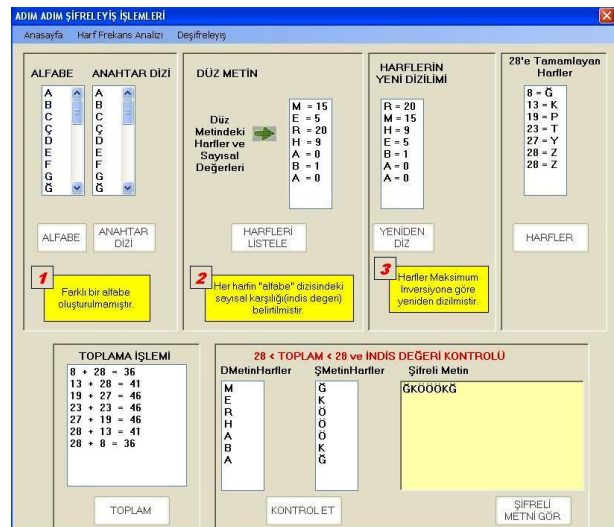 ADIM ADIM ŞİFRELEYİŞ İŞLEMLERİ
Anasayfa Harf Frekans Analizi Deşifreleyiş
ALFABE
A
B
C
Ç
D
E
F
G
Ğ
ALFABE
ANAHTAR DİZİ
A
B
C
Ç
D
E
F
G
Ğ
ANAHTAR
DİZİ
1
Farklı bir alfabe
oluşturulmamıştır.
DÜZ METİN
Düz
Metindeki
Harfler ve
Sayısal
Değerleri
M = 15
E = 5
R = 20
H = 9
A = 0
B = 1
A = 0
HARFLERİ
LİSTELE
2
Her harfin "alfabe" dizisindeki
sayısal karşılığı(indis degeri)
belirtilmistir.
HARFLERİN
YENİ DİZİLİMİ
R = 20
M = 15
H = 9
E = 5
B = 1
A = 0
A = 0
YENİDEN
DİZ
3
Harfler Maksimum
İnversiyona göre
yeniden dizilmistir.
28'e Tamamlayan
Harfler
8 = Ğ
13 = K
19 = P
23 = T
27 = Y
28 = Z
28 = Z
HARFLER
TOPLAMA İŞLEMİ
8 + 28 = 36
13 + 28 = 41
19 + 27 = 46
23 + 23 = 46
27 + 19 = 46
28 + 13 = 41
28 + 8 = 36
TOPLAM
28 < TOPLAM < 28 ve İNDİS DEĞERİ KONTROLÜ
DMetinHarfler
M
E
R
H
A
B
A
ŞMetinHarfler
Ğ
K
Ö
Ö
Ö
K
Ğ
KONTROL ET
Şifreli Metin
ĞKÖÖÖKĞ
ŞİFRELİ
METNİ GÖR